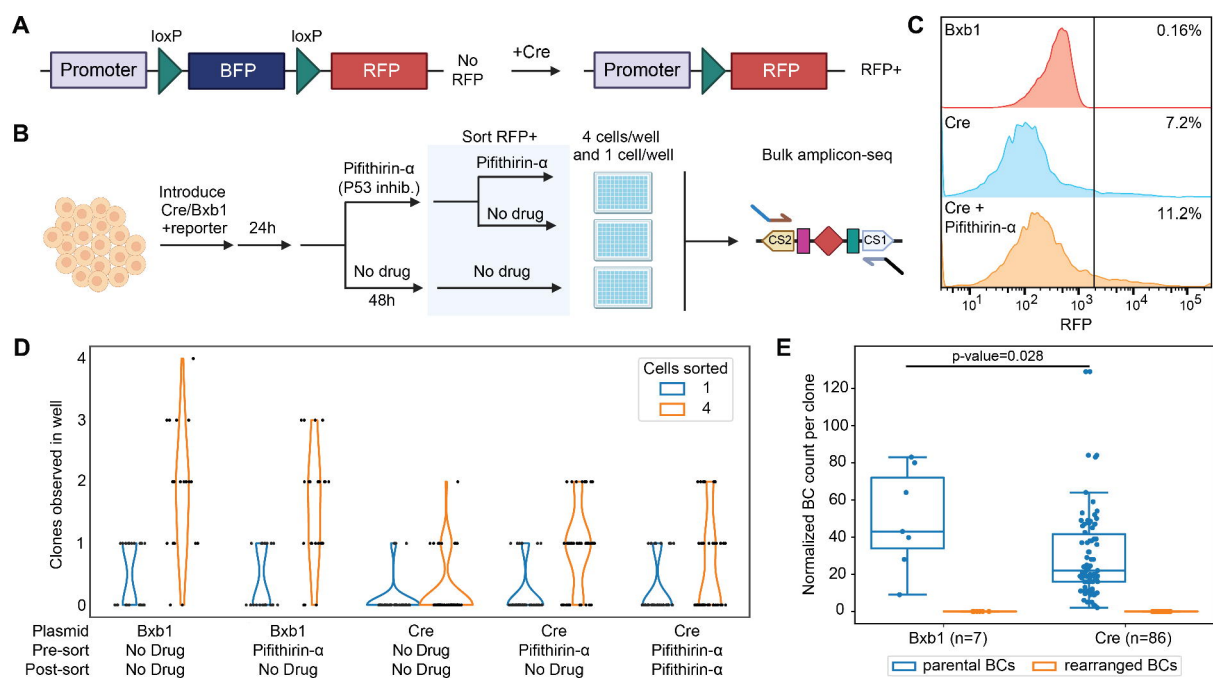 A
loxP
loxP
Promoter
BFP
RFP
No
RFP
+Cre
Promoter
RFP
RFP+
B
Introduce
Cre/Bxb1
+reporter
24h
Pifithirin-α
(P53 inhib.)
No drug
48h
Sort RFP+
Pifithirin-α
No drug
No drug
4 cells/well
and 1 cell/well
Bulk amplicon-seq
CS2
CS1
C
Bxb1
0.16%
Cre
7.2%
Cre +
Pifithirin-α
11.2%
10¹ 10² 10³ 10⁴ 10⁵
RFP
D
Clones observed in well
4
3
2
1
0
Cells sorted
1
4
Plasmid Bxb1 Bxb1 Cre Cre Cre
Pre-sort No Drug Pifithirin-α No Drug Pifithirin-α Pifithirin-α
Post-sort No Drug No Drug No Drug No Drug Pifithirin-α
E
Normalized BC count per clone
p-value=0.028
120
100
80
60
40
20
0
Bxb1 (n=7) Cre (n=86)
parental BCs rearranged BCs